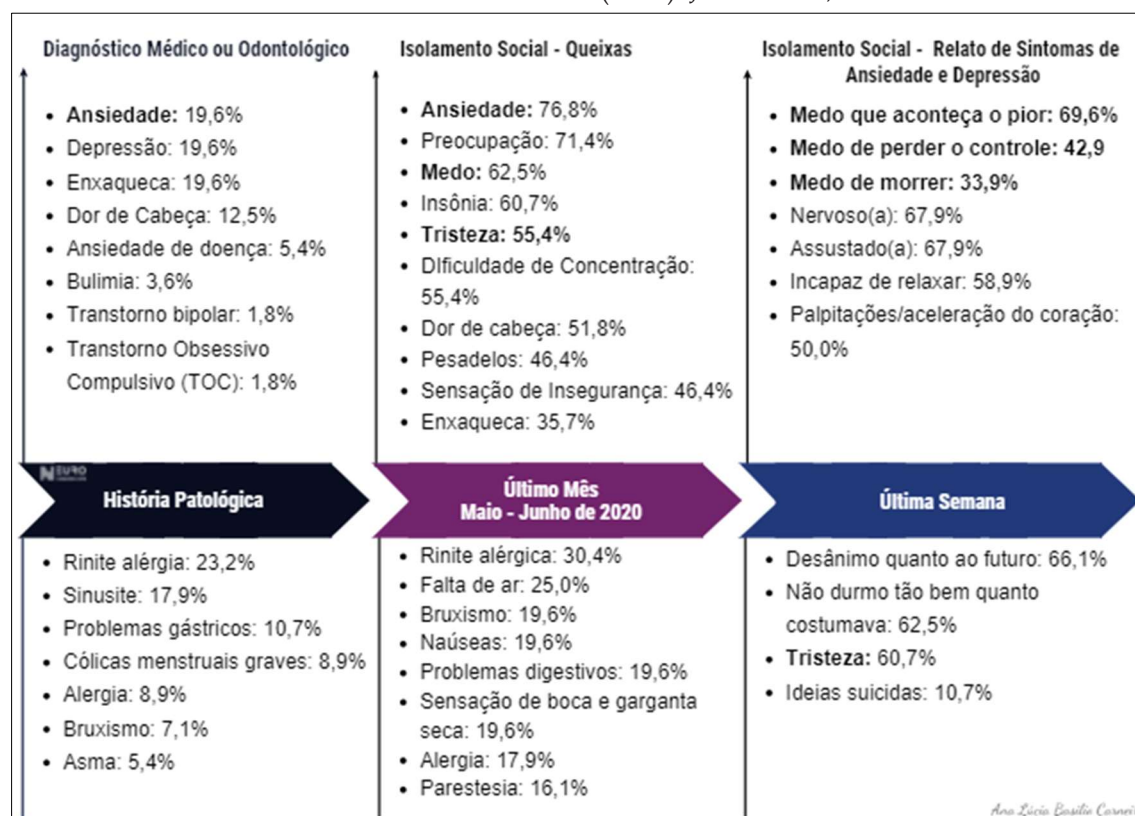 Diagnóstico Médico ou Odontológico
Ansiedade: 19,6%
Depressão: 19,6%
Enxaqueca: 19,6%
Dor de Cabeça: 12,5%
Ansiedade de doença: 5,4%
Bulimia: 3,6%
Transtorno bipolar: 1,8%
Transtorno Obsessivo
Compulsivo (TOC): 1,8%
Isolamento Social - Queixas
Ansiedade: 76,8%
Preocupação: 71,4%
Medo: 62,5%
Insônia: 60,7%
Tristeza: 55,4%
DIficuldade de Concentração:
55,4%
Dor de cabeça: 51,8%
Pesadelos: 46,4%
Sensação de Insegurança: 46,4%
Enxaqueca: 35,7%
Isolamento Social - Relato de Sintomas de
Ansiedade e Depressão
Medo que aconteça o pior: 69,6%
Medo de perder o controle: 42,9
Medo de morrer: 33,9%
Nervoso(a): 67,9%
Assustado(a): 67,9%
Incapaz de relaxar: 58,9%
Palpitações/aceleração do coração:
50,0%
NEURO
História Patológica
Último Mês
Maio - Junho de 2020
Última Semana
Rinite alérgia: 23,2%
Sinusite: 17,9%
Problemas gástricos: 10,7%
Cólicas menstruais graves: 8,9%
Alergia: 8,9%
Bruxismo: 7,1%
Asma: 5,4%
Rinite alérgica: 30,4%
Falta de ar: 25,0%
Bruxismo: 19,6%
Naúseas: 19,6%
Problemas digestivos: 19,6%
Sensação de boca e garganta
seca: 19,6%
Alergia: 17,9%
Parestesia: 16,1%
Desânimo quanto ao futuro: 66,1%
Não durmo tão bem quanto
costumava: 62,5%
Tristeza: 60,7%
Ideias suicidas: 10,7%
Ana Lúcia Basilio Carnei